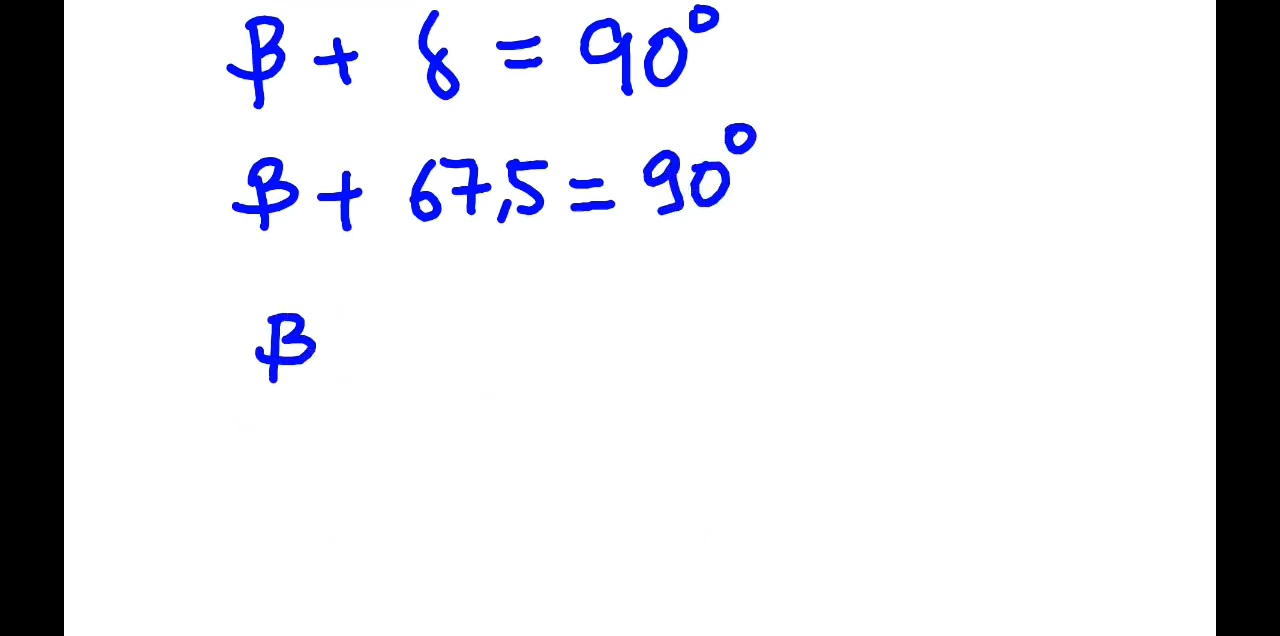 β + γ = 90°
β + 67,5 = 90°
β